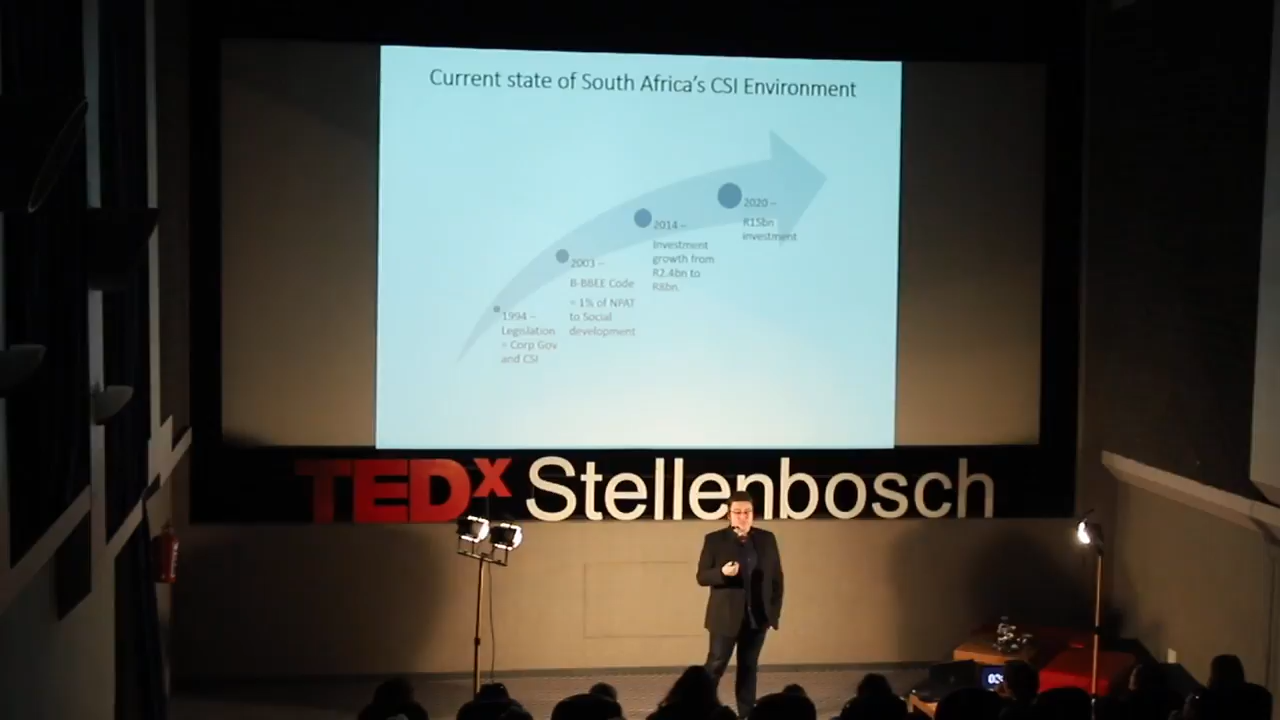 Current state of South Africa's CSI Environment
2020 –
R15bn
investment
2014 –
Investment
growth from
R2.4bn to
R8bn.
2003 –
B-BBEE Code
= 1% of NPAT
to Social
development
1994 –
Legislation
= Corp Gov
and CSI
TEDx Stellenbosch